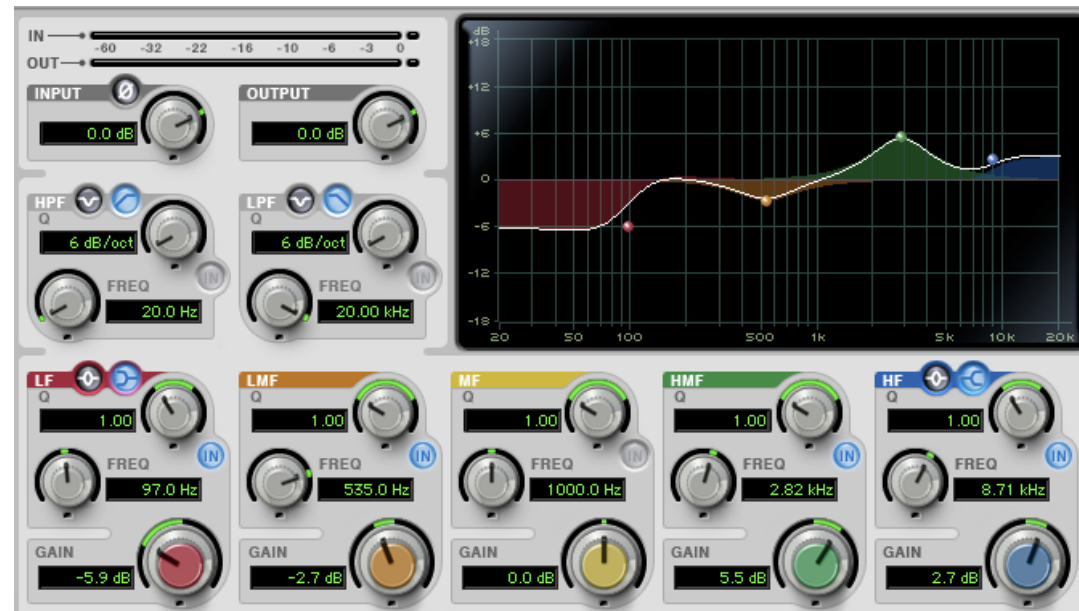 IN
-60 -32 -22 -16 -10 -6 -3 0
OUT
INPUT Ø
0.0 dB
OUTPUT
0.0 dB
HPF
Q
6 dB/oct
IN
FREQ
20.0 Hz
LPF
Q
6 dB/oct
IN
FREQ
20.00 kHz
dB
+18
+12
+6
0
-6
-12
-18
20 50 100 500 1k 5k 10k 20k
LF
Q
1.00
IN
FREQ
97.0 Hz
GAIN
-5.9 dB
LMF
Q
1.00
IN
FREQ
535.0 Hz
GAIN
-2.7 dB
MF
Q
1.00
IN
FREQ
1000.0 Hz
GAIN
0.0 dB
HMF
Q
1.00
IN
FREQ
2.82 kHz
GAIN
5.5 dB
HF
Q
1.00
IN
FREQ
8.71 kHz
GAIN
2.7 dB